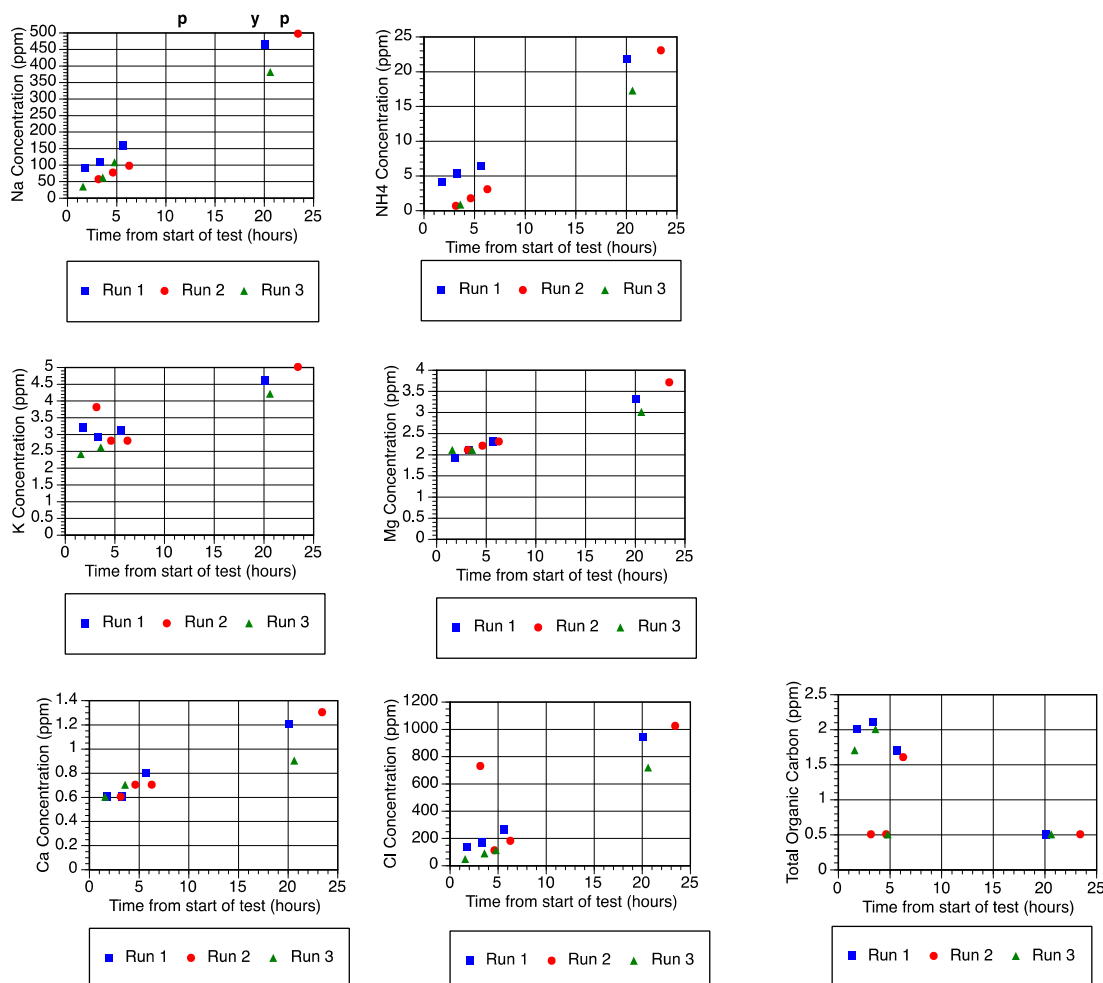 p y p
Na Concentration (ppm)
500
450
400
350
300
250
200
150
100
50
0
0 5 10 15 20 25
Time from start of test (hours)
Run 1 Run 2 Run 3
NH4 Concentration (ppm)
25
20
15
10
5
0
0 5 10 15 20 25
Time from start of test (hours)
Run 1 Run 2 Run 3
K Concentration (ppm)
5
4.5
4
3.5
3
2.5
2
1.5
1
0.5
0
0 5 10 15 20 25
Time from start of test (hours)
Run 1 Run 2 Run 3
Mg Concentration (ppm)
4
3.5
3
2.5
2
1.5
1
0.5
0
0 5 10 15 20 25
Time from start of test (hours)
Run 1 Run 2 Run 3
Ca Concentration (ppm)
1.4
1.2
1
0.8
0.6
0.4
0.2
0
0 5 10 15 20 25
Time from start of test (hours)
Run 1 Run 2 Run 3
Cl Concentration (ppm)
1200
1000
800
600
400
200
0
0 5 10 15 20 25
Time from start of test (hours)
Run 1 Run 2 Run 3
Total Organic Carbon (ppm)
2.5
2
1.5
1
0.5
0
0 5 10 15 20 25
Time from start of test (hours)
Run 1 Run 2 Run 3